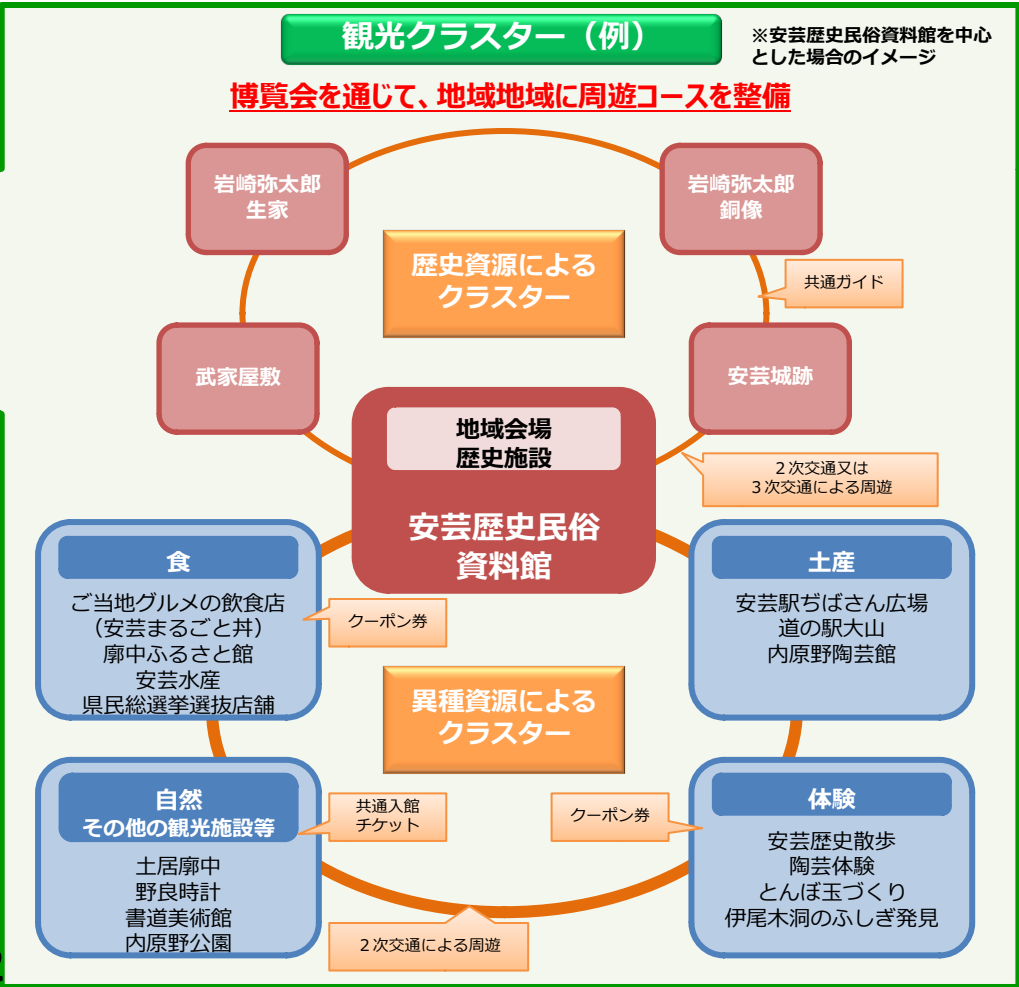 観光クラスター（例）
※安芸歴史民俗資料館を中心
とした場合のイメージ
博覧会を通じて、地域地域に周遊コースを整備
岩崎弥太郎
生家
岩崎弥太郎
銅像
歴史資源による
クラスター
共通ガイド
武家屋敷
安芸城跡
地域会場
歴史施設
安芸歴史民俗
資料館
２次交通又は
３次交通による周遊
食
ご当地グルメの飲食店
（安芸まるごと丼）
廓中ふるさと館
安芸水産
県民総選挙選抜店舗
クーポン券
土産
安芸駅ぢばさん広場
道の駅大山
内原野陶芸館
異種資源による
クラスター
自然
その他の観光施設等
土居廓中
野良時計
書道美術館
内原野公園
共通入館
チケット
クーポン券
体験
安芸歴史散歩
陶芸体験
とんぼ玉づくり
伊尾木洞のふしぎ発見
２次交通による周遊